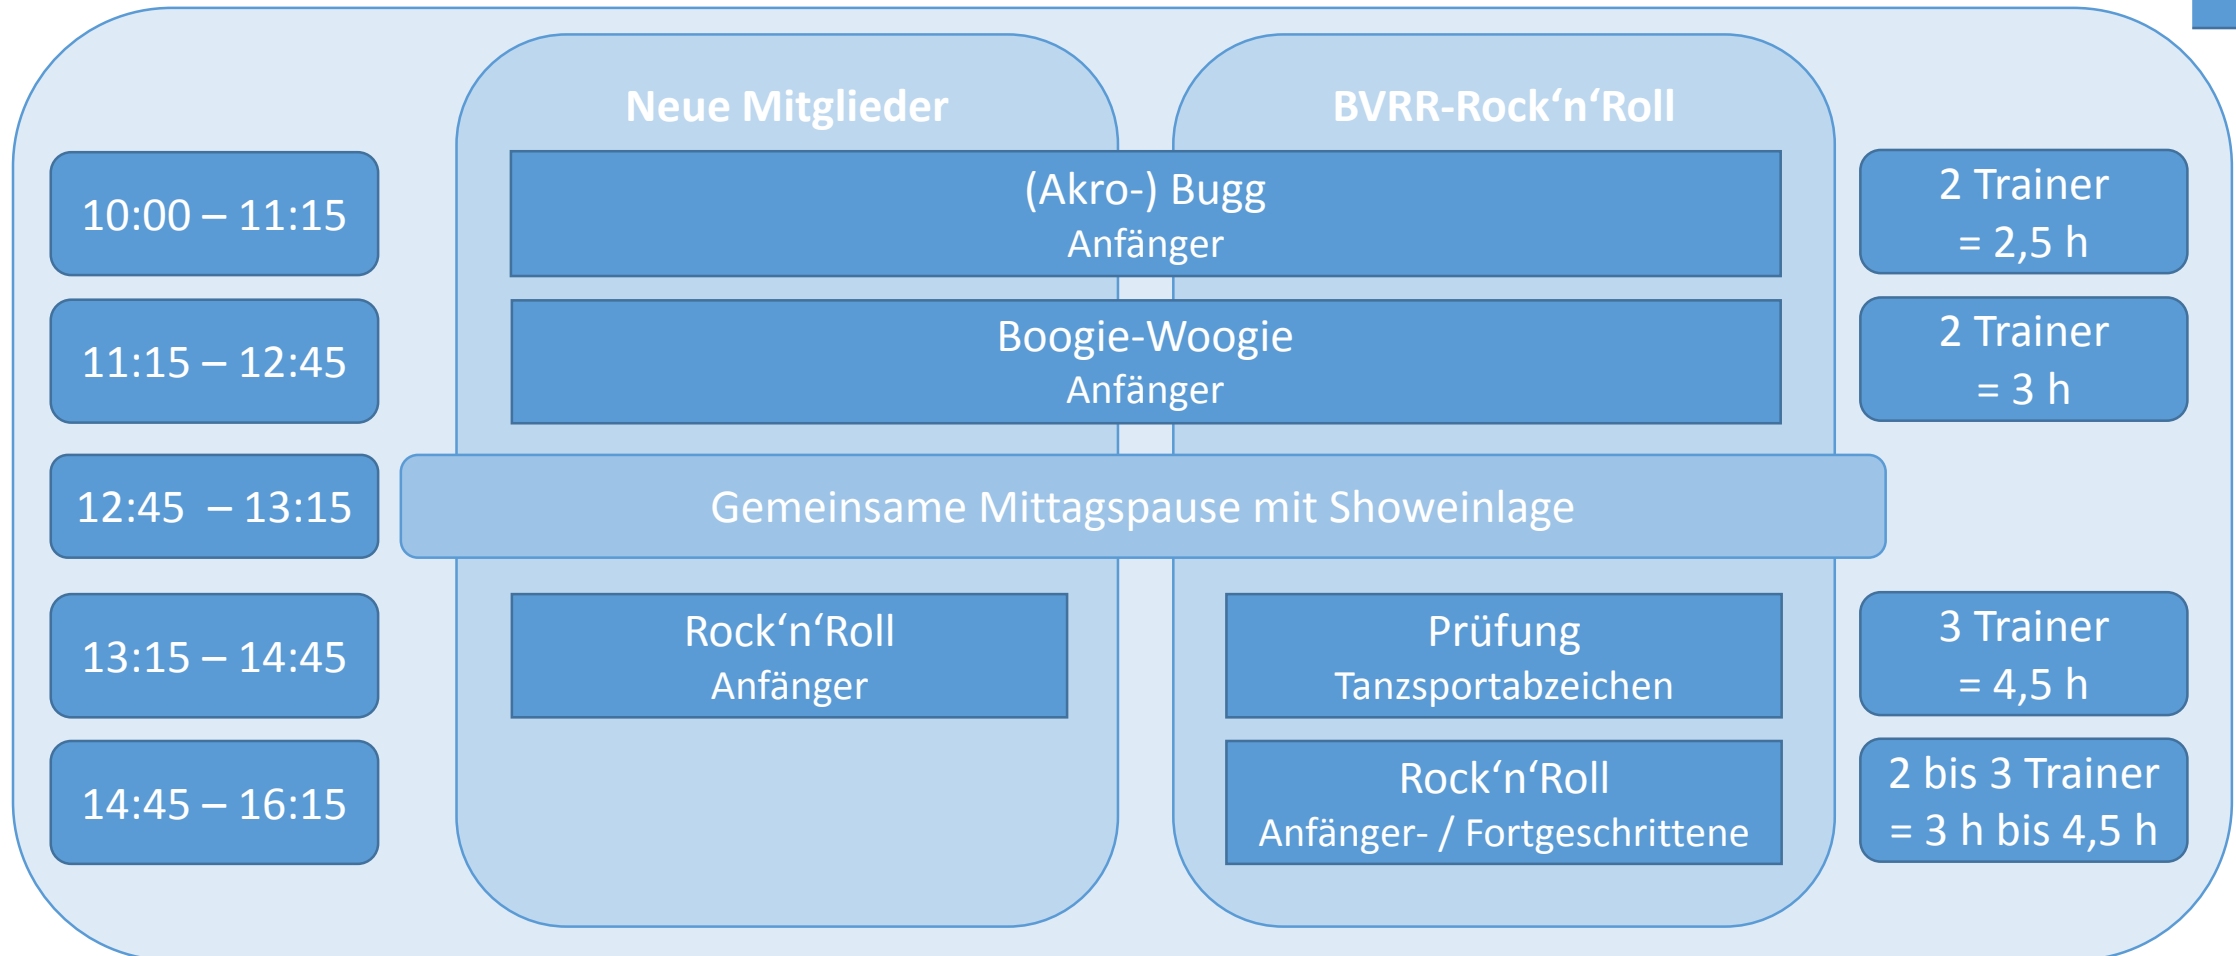 Neue Mitglieder
BVRR-Rock‘n‘Roll
10:00 – 11:15
(Akro-) Bugg
Anfänger
2 Trainer
= 2,5 h
11:15 – 12:45
Boogie-Woogie
Anfänger
2 Trainer
= 3 h
12:45 – 13:15
Gemeinsame Mittagspause mit Showeinlage
13:15 – 14:45
Rock‘n‘Roll
Anfänger
Prüfung
Tanzsportabzeichen
3 Trainer
= 4,5 h
14:45 – 16:15
Rock‘n‘Roll
Anfänger- / Fortgeschrittene
2 bis 3 Trainer
= 3 h bis 4,5 h